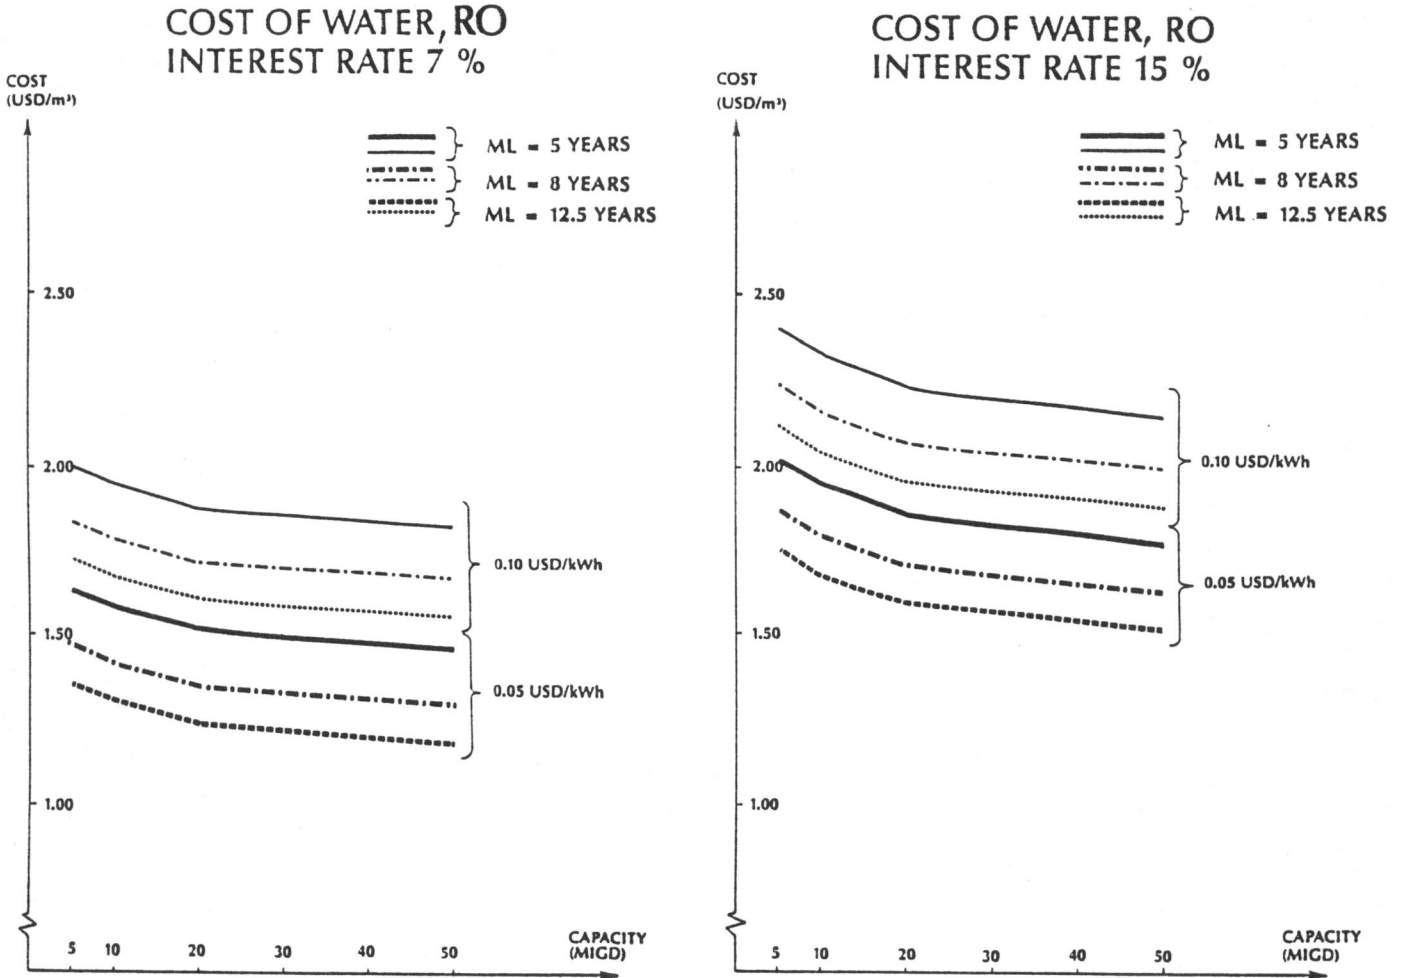 COST OF WATER, RO
INTEREST RATE 7 %
COST
(USD/m³)
ML = 5 YEARS
ML = 8 YEARS
ML = 12.5 YEARS
2.50
2.00
1.50
1.00
0.10 USD/kWh
0.05 USD/kWh
5 10 20 30 40 50
CAPACITY
(MIGD)
COST OF WATER, RO
INTEREST RATE 15 %
COST
(USD/m³)
ML = 5 YEARS
ML = 8 YEARS
ML = 12.5 YEARS
2.50
2.00
1.50
1.00
0.10 USD/kWh
0.05 USD/kWh
5 10 20 30 40 50
CAPACITY
(MIGD)